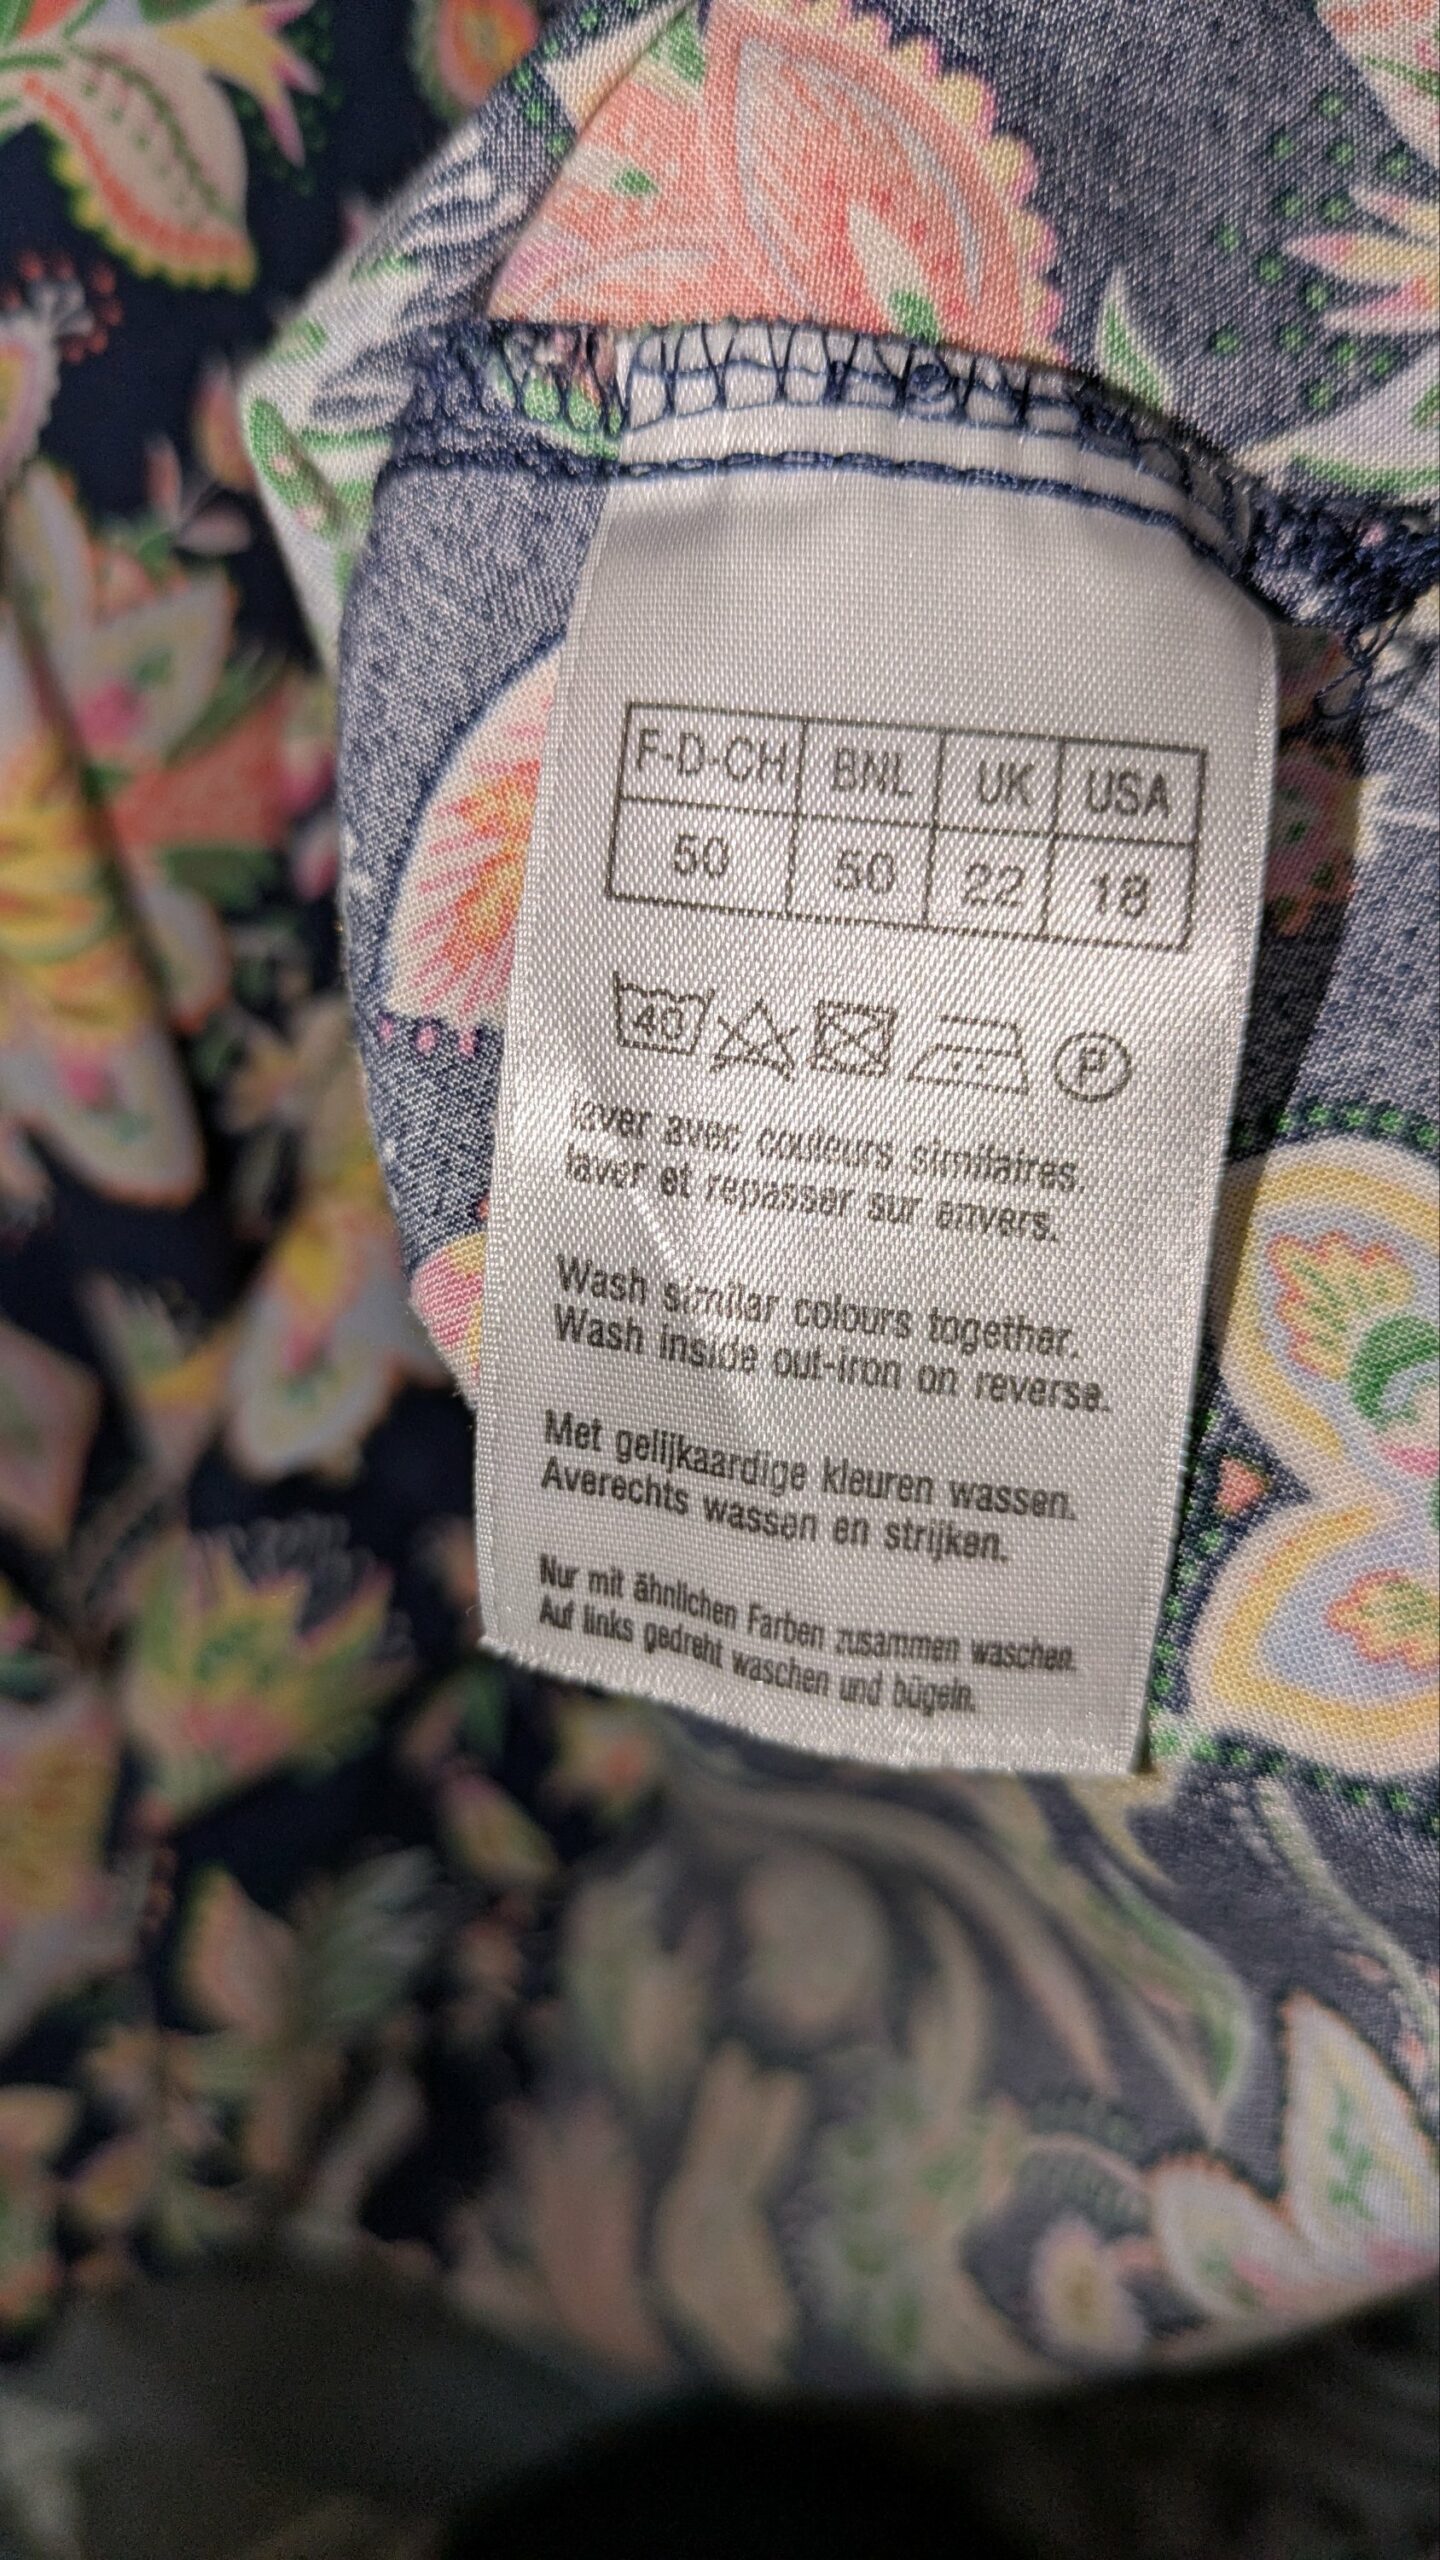 F-D-CH BNL UK USA
50 50 22 18
40 P
laver avec couleurs similaires.
laver et repasser sur envers.
Wash similar colours together.
Wash inside out-iron on reverse.
Met gelijkaardige kleuren wassen.
Averechts wassen en strijken.
Nur mit ähnlichen Farben zusammen waschen.
Auf links gedreht waschen und bügeln.